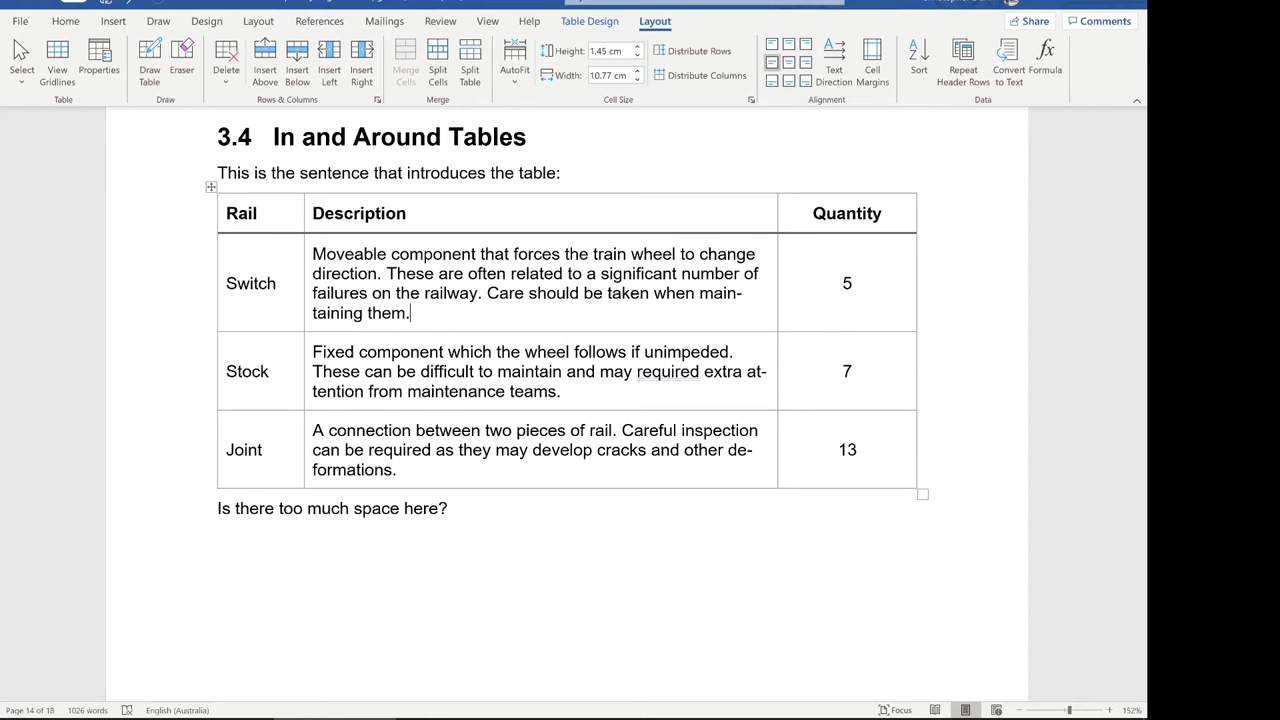 File Home Insert Draw Design Layout References Mailings Review View Help Table Design Layout Share Comments
Select View Gridlines Properties Draw Table Eraser Delete Insert Above Insert Below Insert Left Insert Right Merge Cells Split Cells Split Table AutoFit Height: 1.45 cm Distribute Rows Text Direction Cell Margins Sort Repeat Header Rows Convert to Text Formula
Width: 10.77 cm Distribute Columns
Table Draw Rows & Columns Merge Cell Size Alignment Data
3.4 In and Around Tables
This is the sentence that introduces the table:
Rail Description Quantity
Moveable component that forces the train wheel to change
direction. These are often related to a significant number of
Switch 5
failures on the railway. Care should be taken when main-
taining them.
Fixed component which the wheel follows if unimpeded.
Stock These can be difficult to maintain and may required extra at- 7
tention from maintenance teams.
A connection between two pieces of rail. Careful inspection
Joint can be required as they may develop cracks and other de- 13
formations.
Is there too much space here?
Page 14 of 18 1026 words English (Australia) Focus 152%